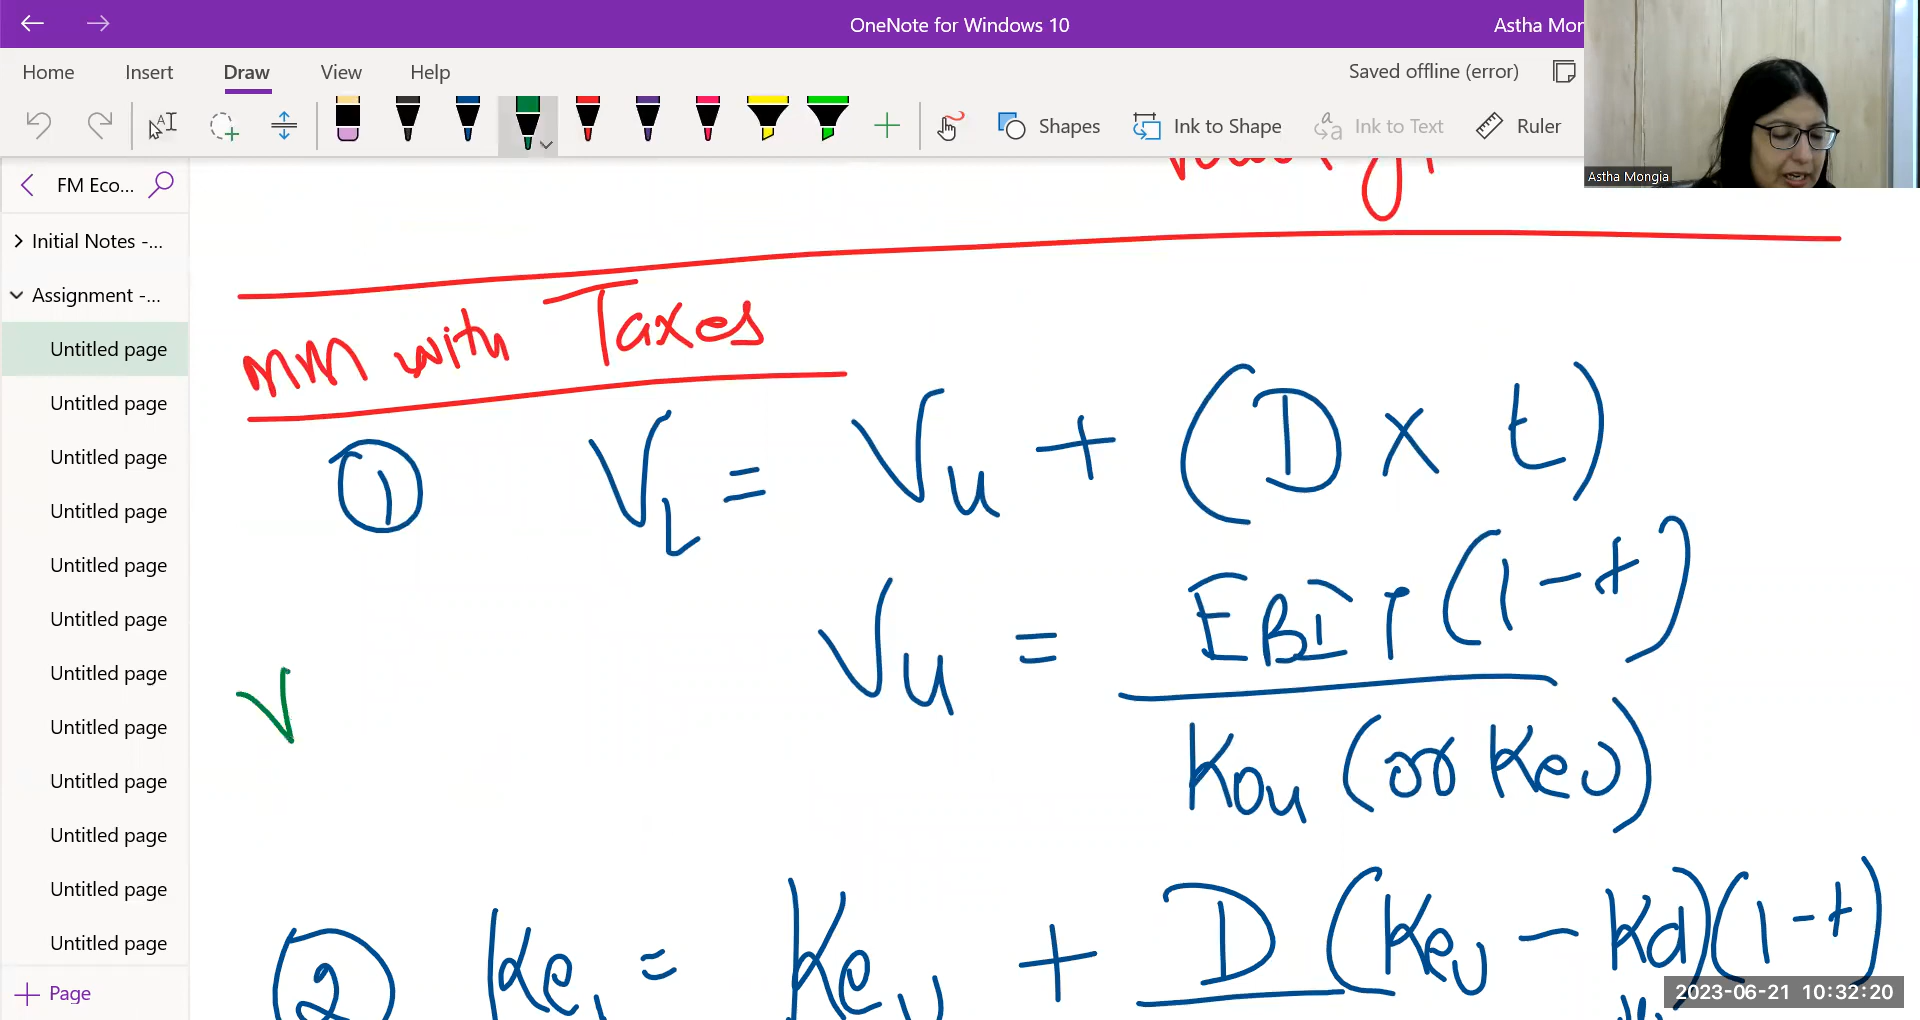 OneNote for Windows 10
Astha Mon
Home Insert Draw View Help
Saved offline (error)
Shapes Ink to Shape Ink to Text Ruler
Astha Mongia
FM Eco...
Initial Notes -...
Assignment -...
Untitled page
Untitled page
Untitled page
Untitled page
Untitled page
Untitled page
Untitled page
Untitled page
Untitled page
Untitled page
Untitled page
Untitled page
Page
MM with Taxes
① VL = Vu + (D x t)
Vu = EBIT (1-t)
Kou (or Keu)
② Ke = Keu + D (Keu - Kd)(1-t)
2023-06-21 10:32:20